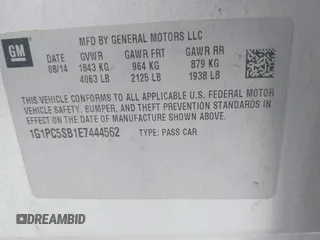 GM
MFD BY GENERAL MOTORS LLC
DATE GVWR GAWR FRT GAWR RR
08/14 1843 KG 964 KG 879 KG
4063 LB 2125 LB 1938 LB
THIS VEHICLE CONFORMS TO ALL APPLICABLE U.S. FEDERAL MOTOR
VEHICLE SAFETY, BUMPER, AND THEFT PREVENTION STANDARDS IN
EFFECT ON THE DATE OF MANUFACTURE SHOWN ABOVE.
1G1PC5SB1E7444562 TYPE: PASS CAR
DREAMBID